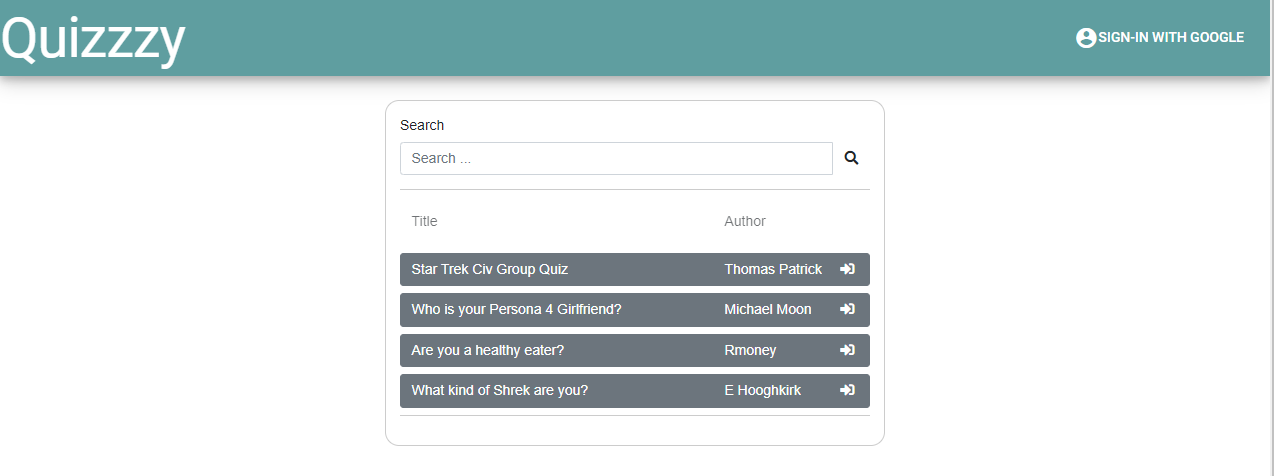 Quizzzy
SIGN-IN WITH GOOGLE
Search
Search ...
Title Author
Star Trek Civ Group Quiz Thomas Patrick
Who is your Persona 4 Girlfriend? Michael Moon
Are you a healthy eater? Rmoney
What kind of Shrek are you? E Hooghkirk